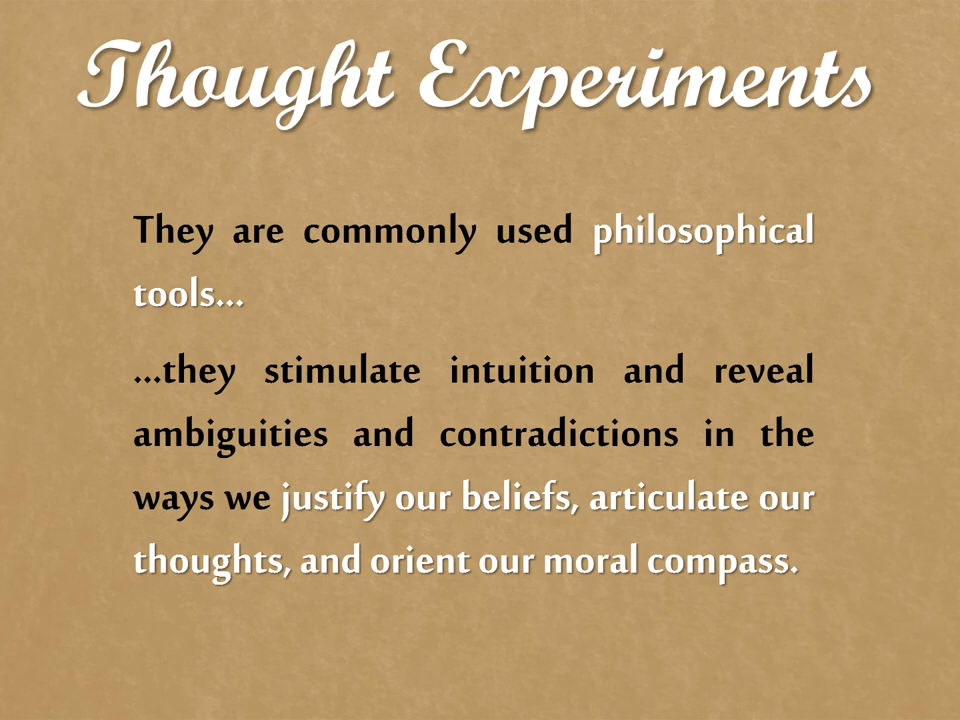 Thought Experiments
They are commonly used philosophical
tools...
...they stimulate intuition and reveal
ambiguities and contradictions in the
ways we justify our beliefs, articulate our
thoughts, and orient our moral compass.